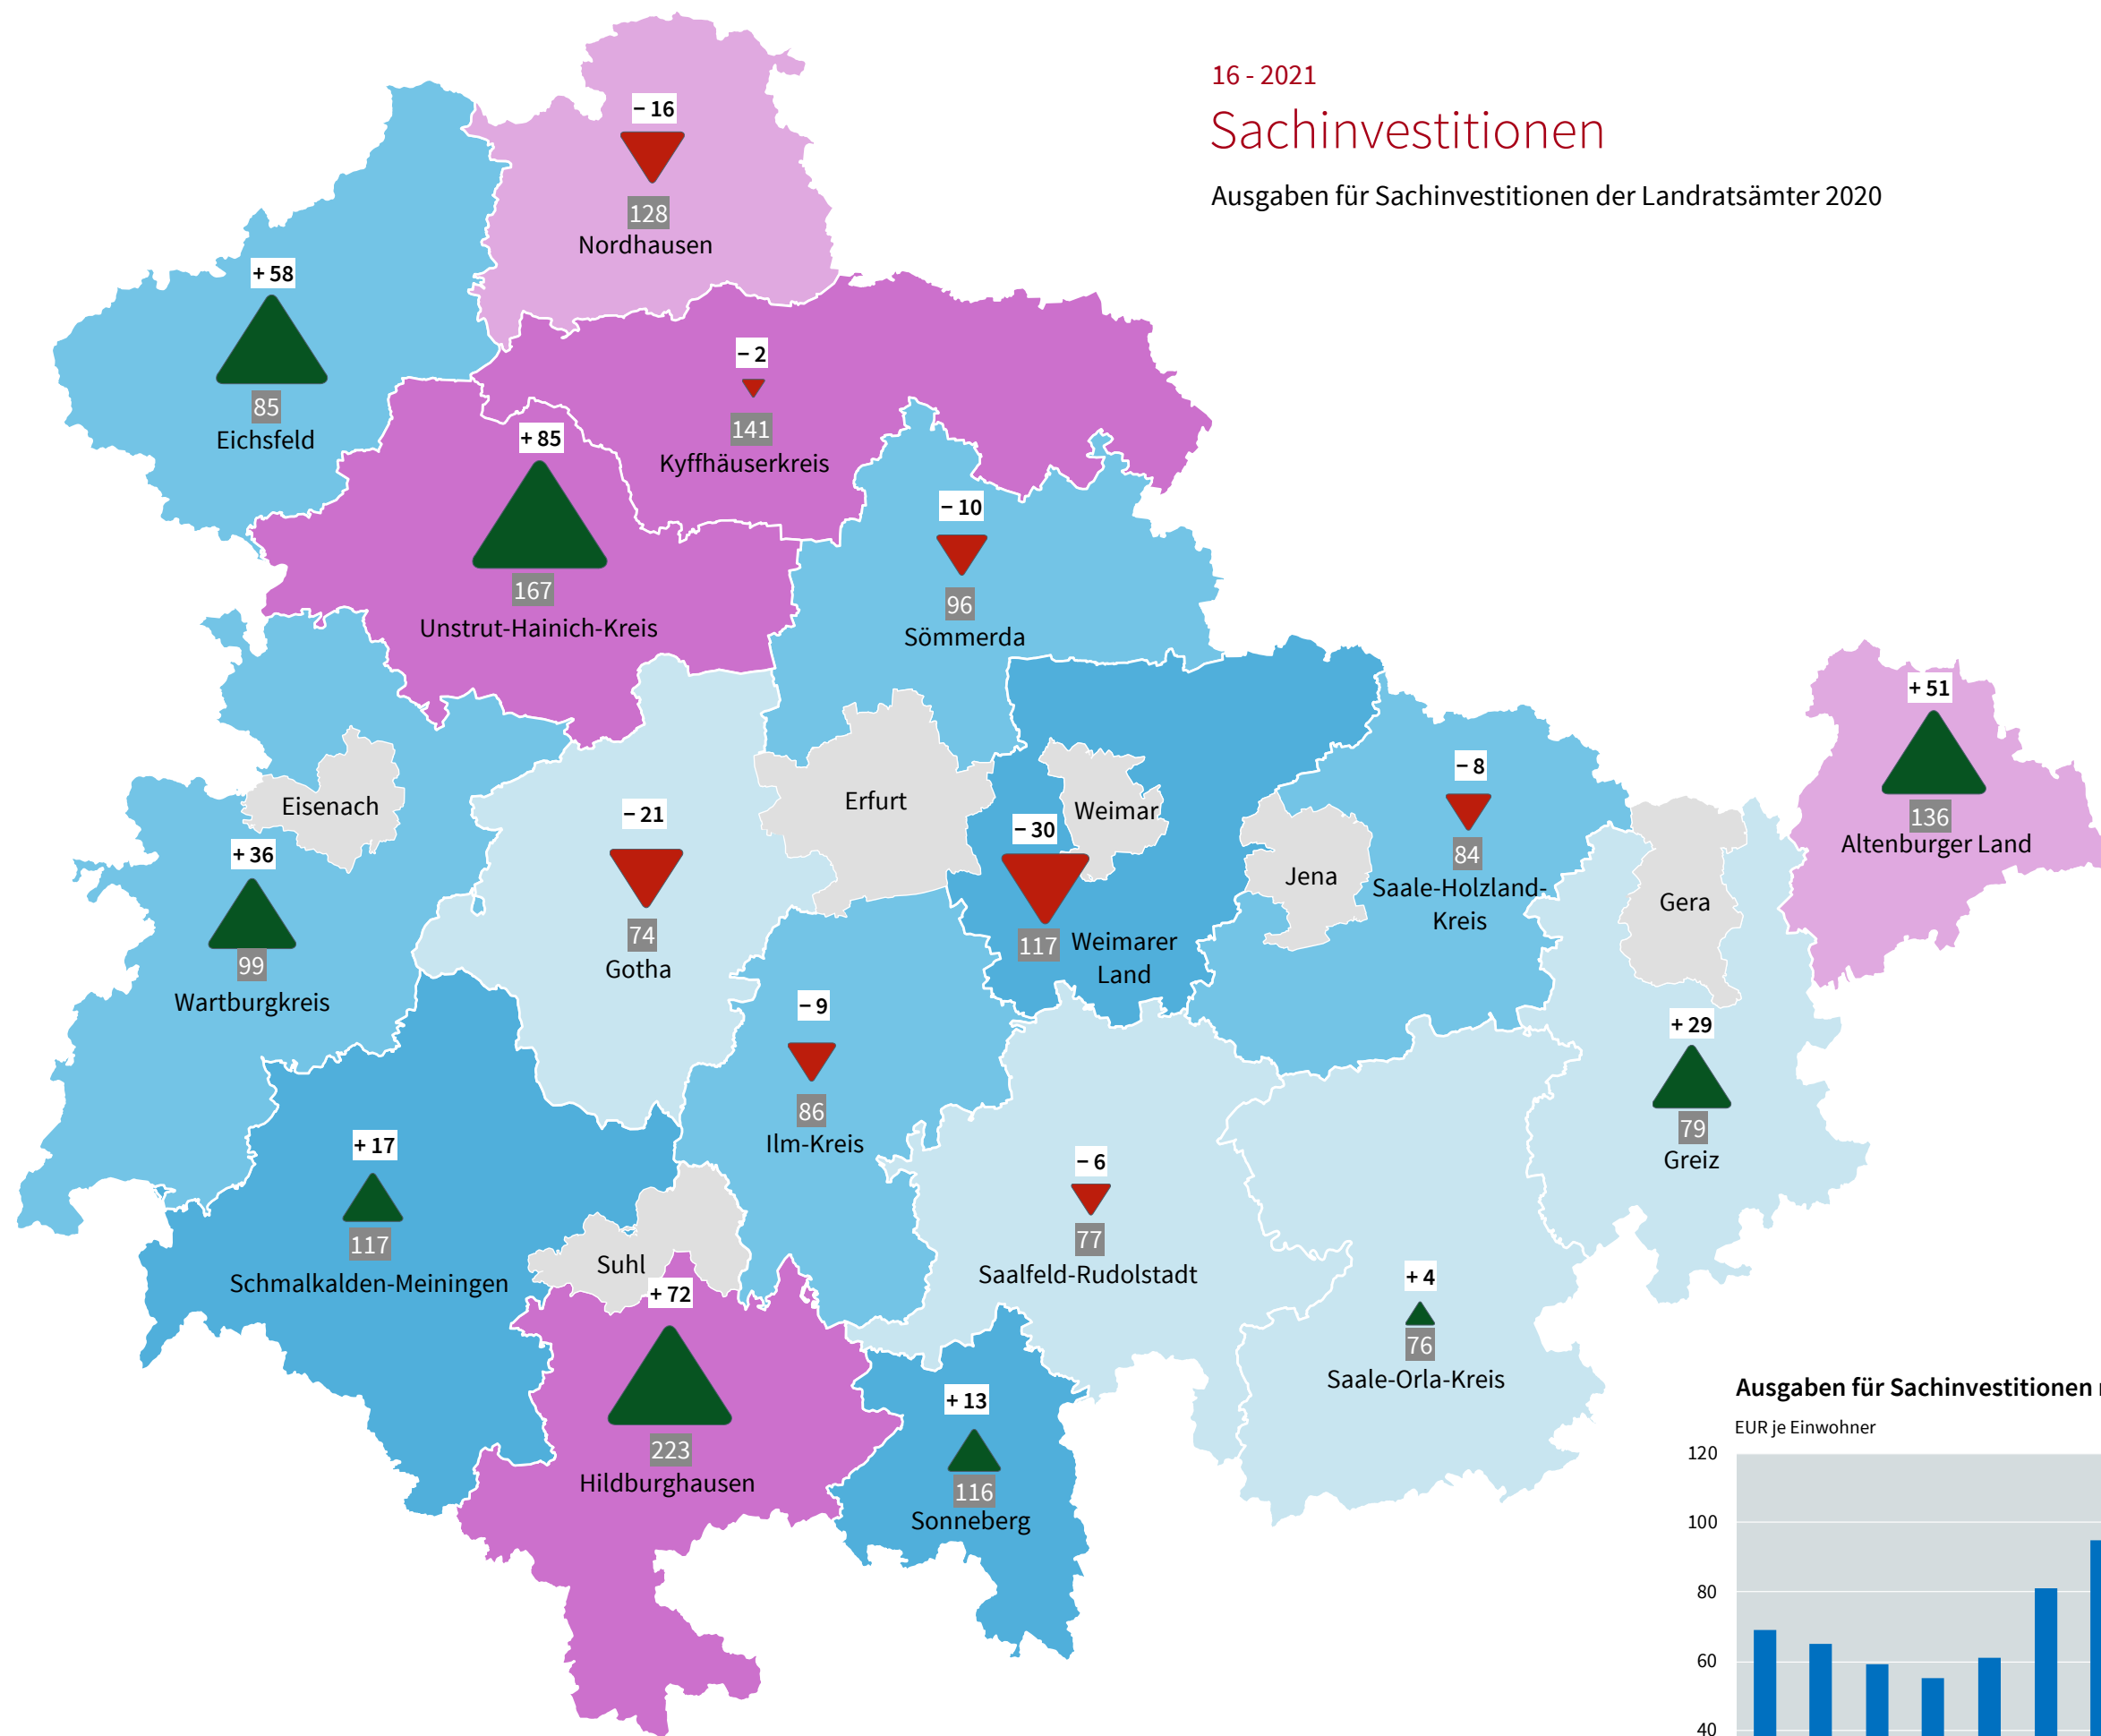 16 - 2021
Sachinvestitionen
Ausgaben für Sachinvestitionen der Landratsämter 2020
− 16
128
Nordhausen
+ 58
85
Eichsfeld
− 2
141
Kyffhäuserkreis
+ 85
167
Unstrut-Hainich-Kreis
− 10
96
Sömmerda
+ 51
136
Altenburger Land
Eisenach
Erfurt
Weimar
− 8
84
Saale-Holzland-
Kreis
− 21
74
Gotha
− 30
117
Weimarer
Land
Jena
Gera
+ 36
99
Wartburgkreis
− 9
86
Ilm-Kreis
+ 29
79
Greiz
+ 17
117
Schmalkalden-Meiningen
− 6
77
Saalfeld-Rudolstadt
Suhl
+ 72
223
Hildburghausen
+ 4
76
Saale-Orla-Kreis
+ 13
116
Sonneberg
Ausgaben für Sachinvestitionen
EUR je Einwohner
120
100
80
60
40